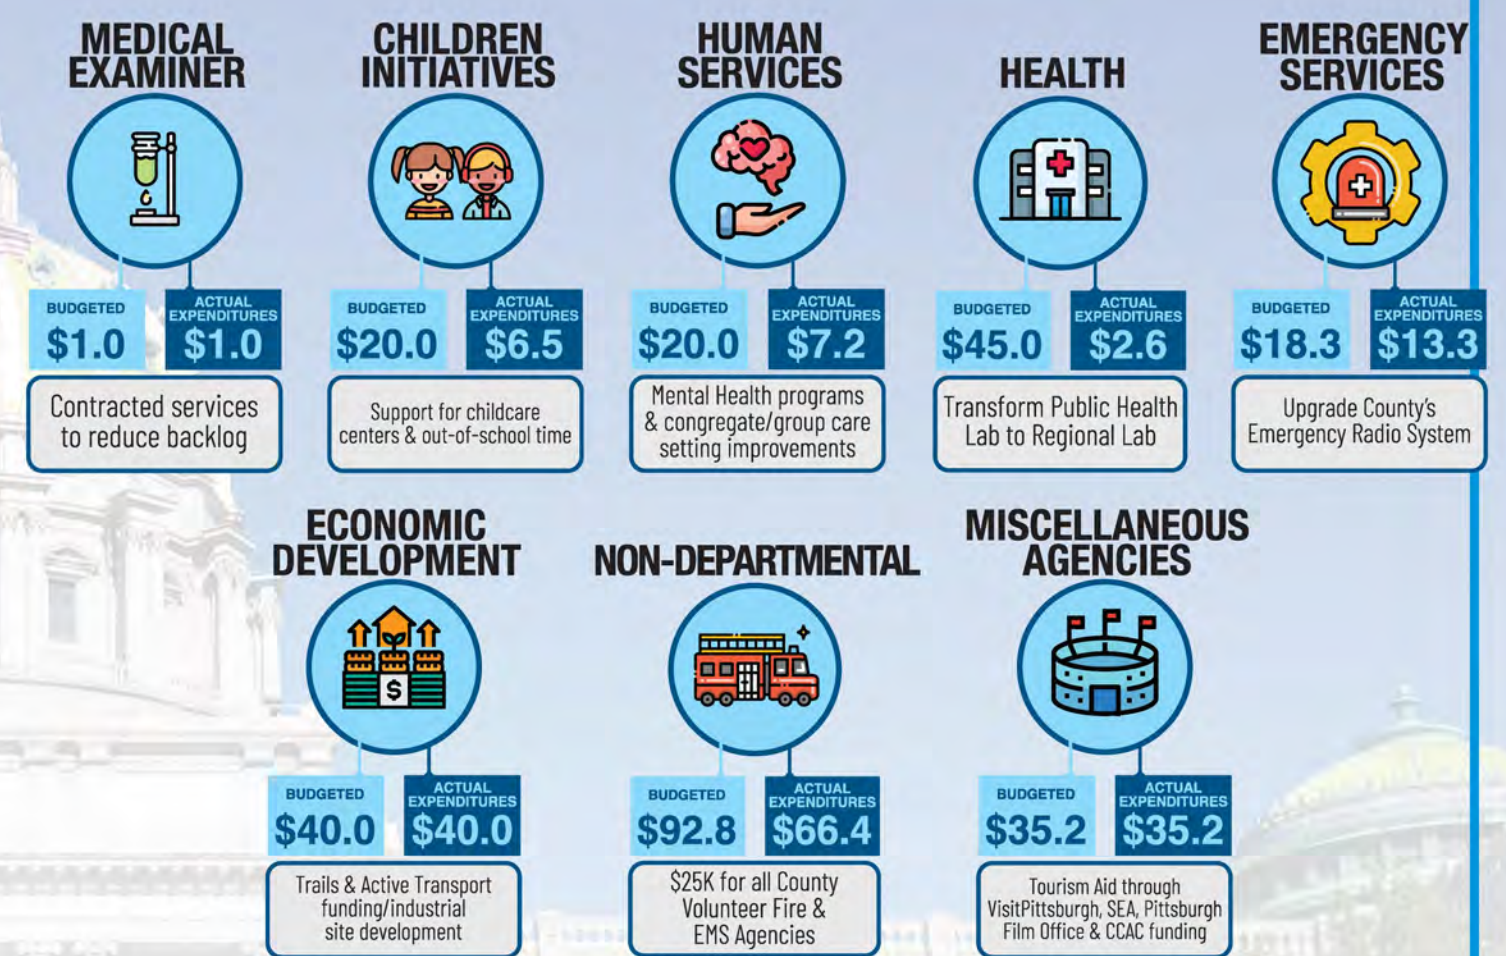 MEDICAL
EXAMINER
BUDGETED
$1.0
ACTUAL
EXPENDITURES
$1.0
Contracted services
to reduce backlog
CHILDREN
INITIATIVES
BUDGETED
$20.0
ACTUAL
EXPENDITURES
$6.5
Support for childcare
centers & out-of-school time
HUMAN
SERVICES
BUDGETED
$20.0
ACTUAL
EXPENDITURES
$7.2
Mental Health programs
& congregate/group care
setting improvements
HEALTH
BUDGETED
$45.0
ACTUAL
EXPENDITURES
$2.6
Transform Public Health
Lab to Regional Lab
EMERGENCY
SERVICES
BUDGETED
$18.3
ACTUAL
EXPENDITURES
$13.3
Upgrade County's
Emergency Radio System
ECONOMIC
DEVELOPMENT
$
BUDGETED
$40.0
ACTUAL
EXPENDITURES
$40.0
Trails & Active Transport
funding/industrial
site development
NON-DEPARTMENTAL
BUDGETED
$92.8
ACTUAL
EXPENDITURES
$66.4
$25K for all County
Volunteer Fire &
EMS Agencies
MISCELLANEOUS
AGENCIES
BUDGETED
$35.2
ACTUAL
EXPENDITURES
$35.2
Tourism Aid through
VisitPittsburgh, SEA, Pittsburgh
Film Office & CCAC funding